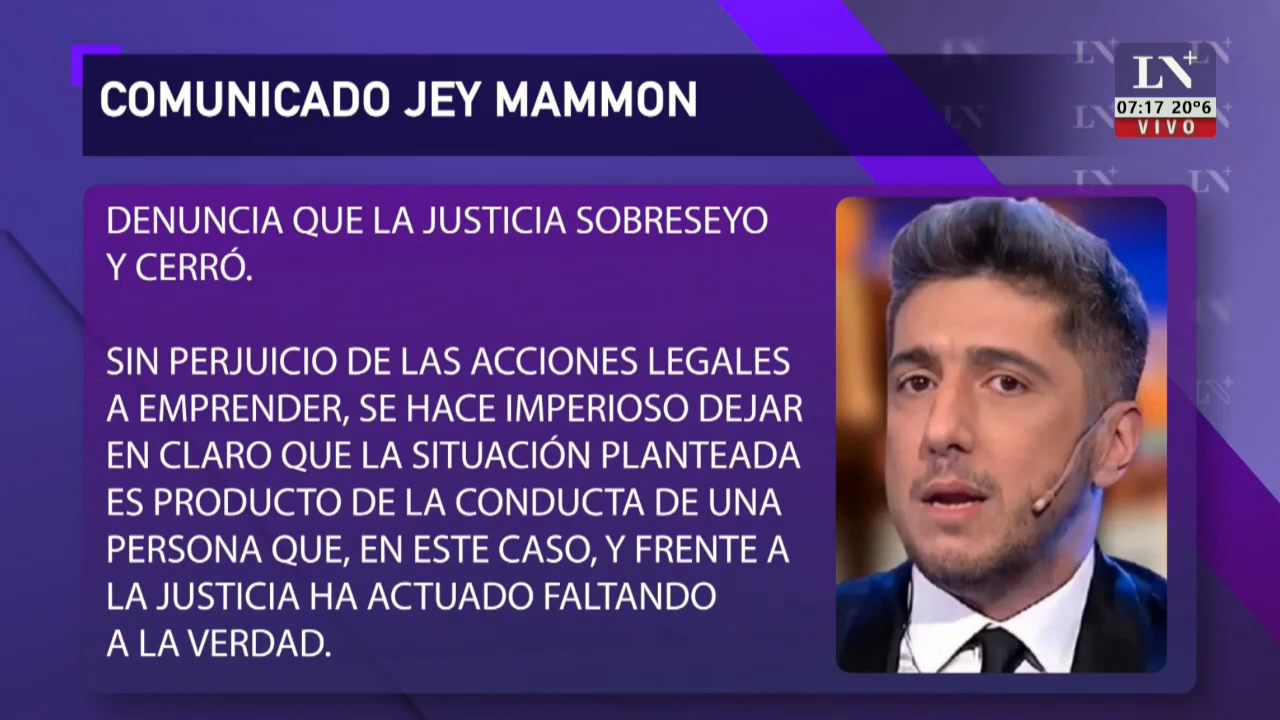 COMUNICADO JEY MAMMON
LN+
07:17 20°6
VIVO
DENUNCIA QUE LA JUSTICIA SOBRESEYO
Y CERRÓ.
SIN PERJUICIO DE LAS ACCIONES LEGALES
A EMPRENDER, SE HACE IMPERIOSO DEJAR
EN CLARO QUE LA SITUACIÓN PLANTEADA
ES PRODUCTO DE LA CONDUCTA DE UNA
PERSONA QUE, EN ESTE CASO, Y FRENTE A
LA JUSTICIA HA ACTUADO FALTANDO
A LA VERDAD.